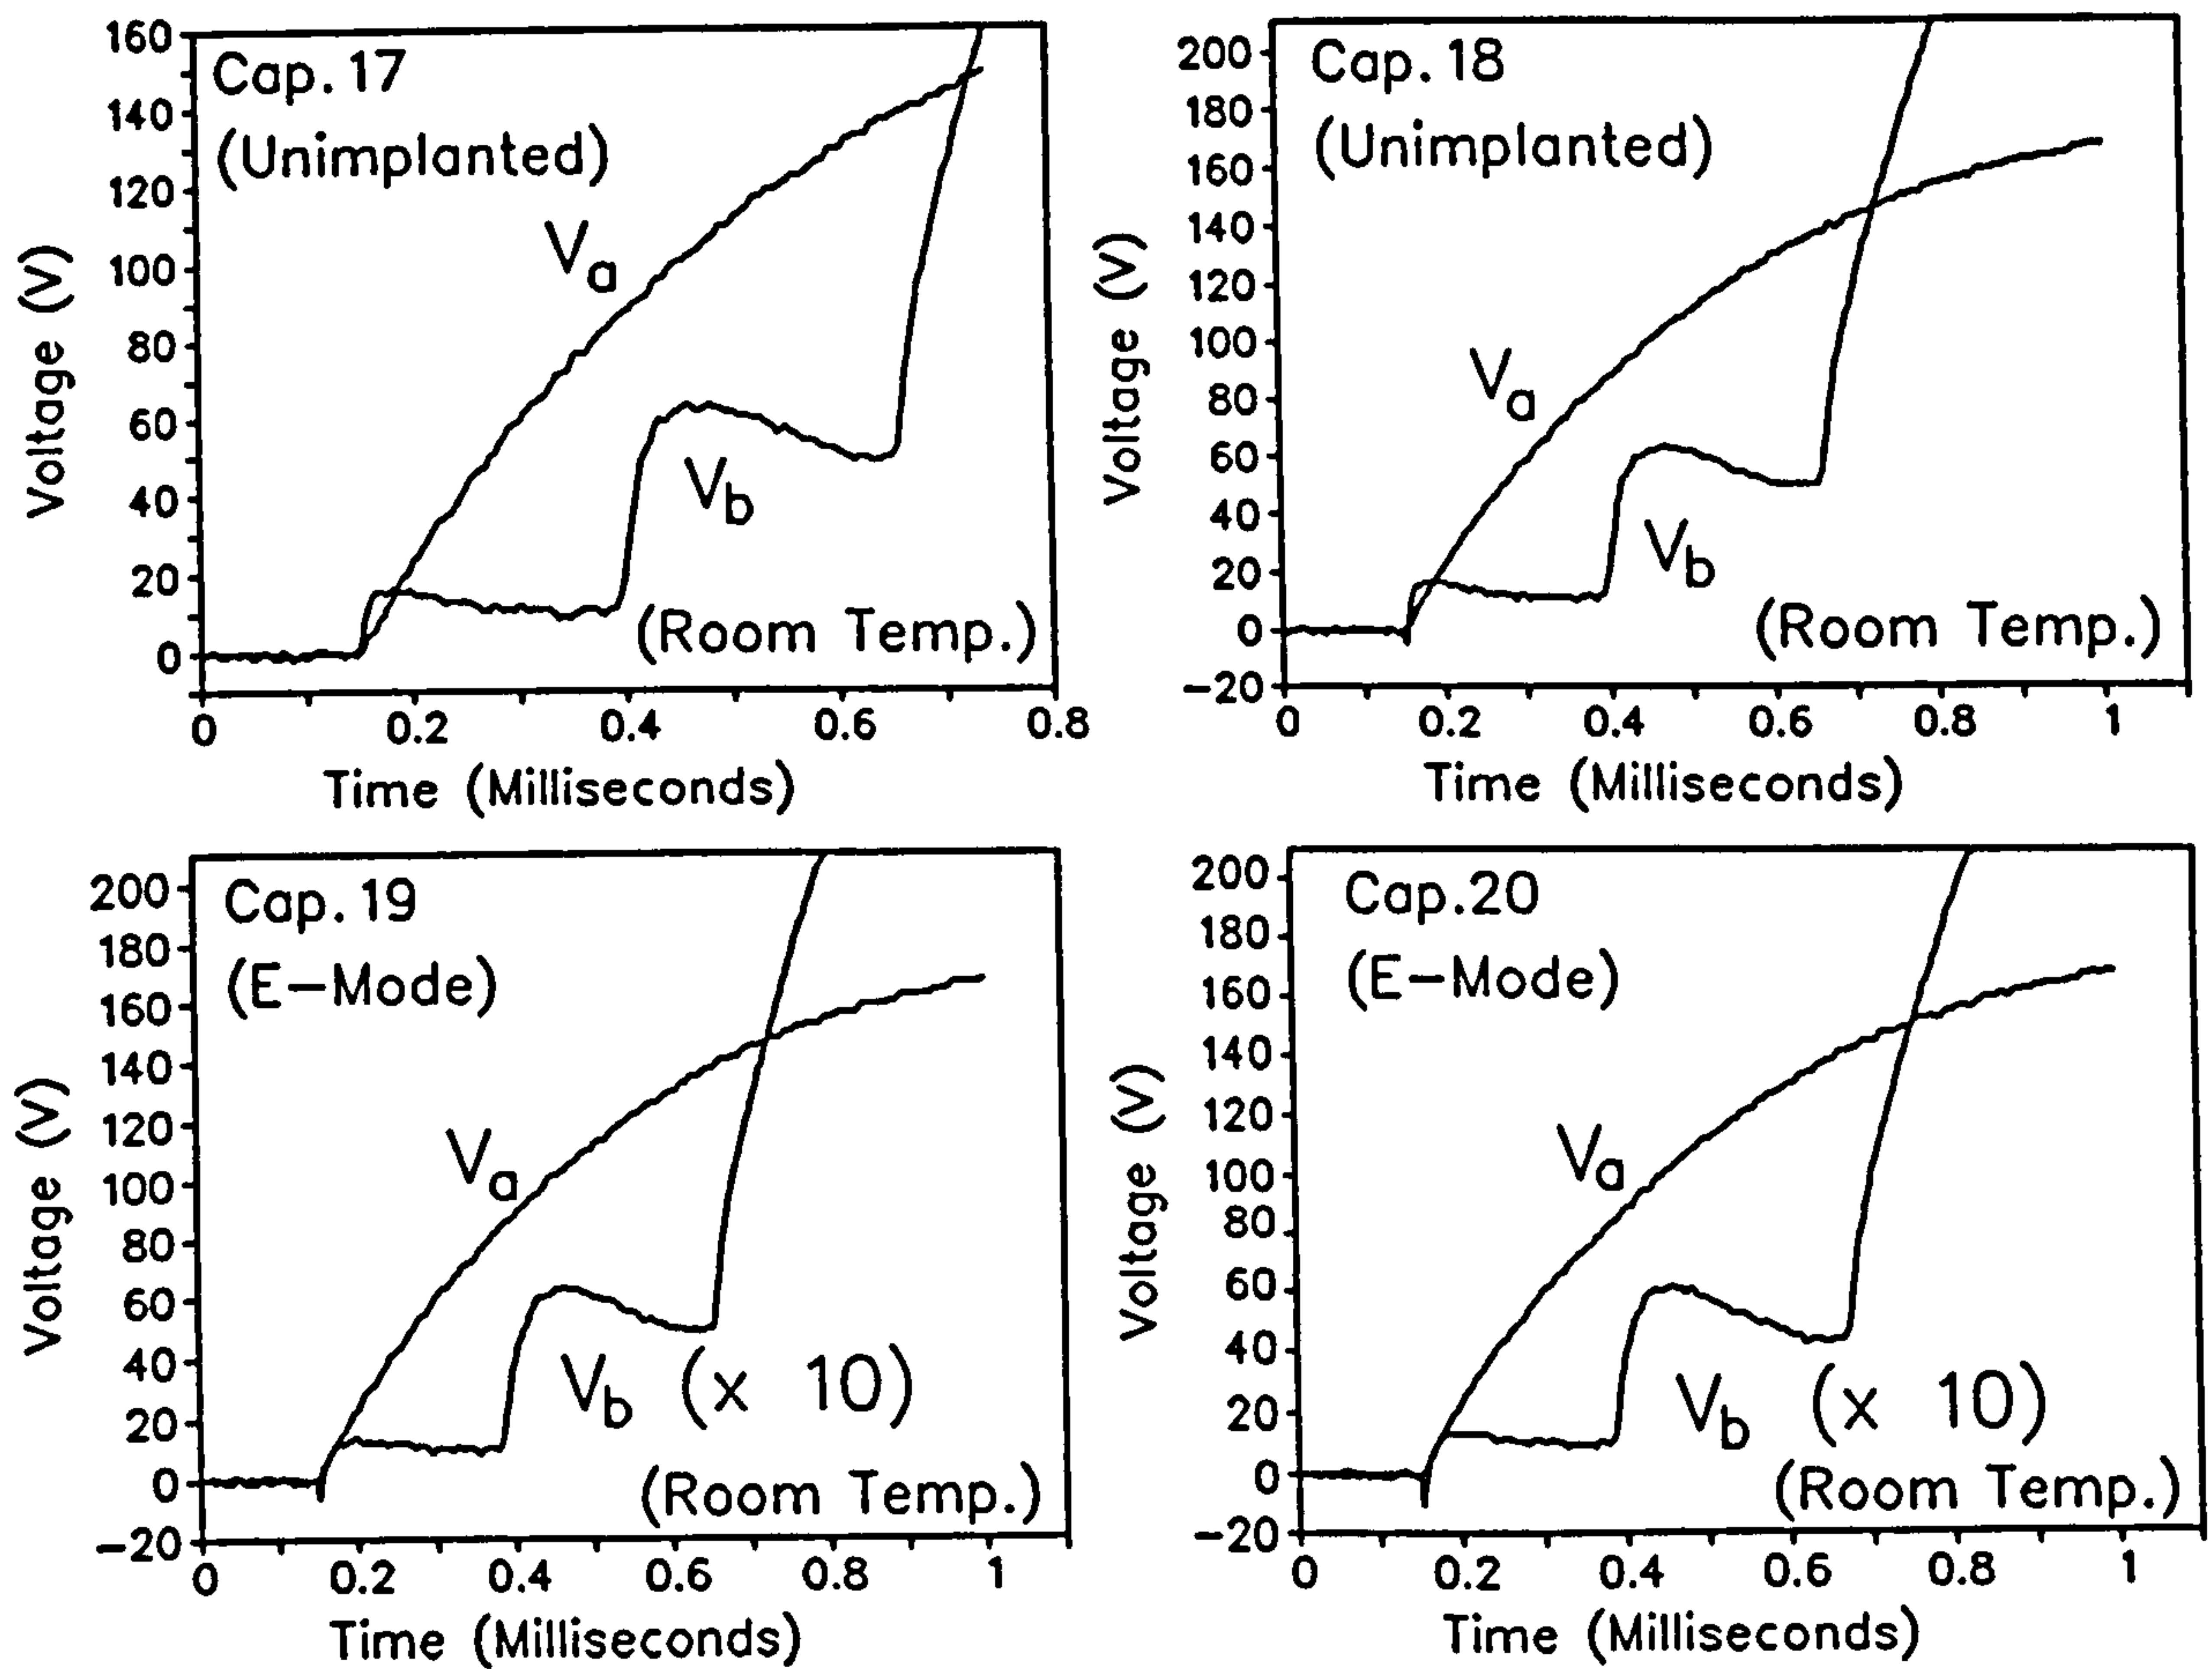 160
140
120
100
80
60
40
20
0
Voltage (V)
Cap. 17
(Unimplanted)
Va
Vb
(Room Temp.)
0 0.2 0.4 0.6 0.8
Time (Milliseconds)
200
180
160
140
120
100
80
60
40
20
0
-20
Voltage (V)
Cap. 18
(Unimplanted)
Va
Vb
(Room Temp.)
0 0.2 0.4 0.6 0.8 1
Time (Milliseconds)
200
180
160
140
120
100
80
60
40
20
0
-20
Voltage (V)
Cap. 19
(E-Mode)
Va
Vb (x 10)
(Room Temp.)
0 0.2 0.4 0.6 0.8 1
Time (Milliseconds)
200
180
160
140
120
100
80
60
40
20
0
-20
Voltage (V)
Cap.20
(E-Mode)
Va
Vb (x 10)
(Room Temp.)
0 0.2 0.4 0.6 0.8 1
Time (Milliseconds)